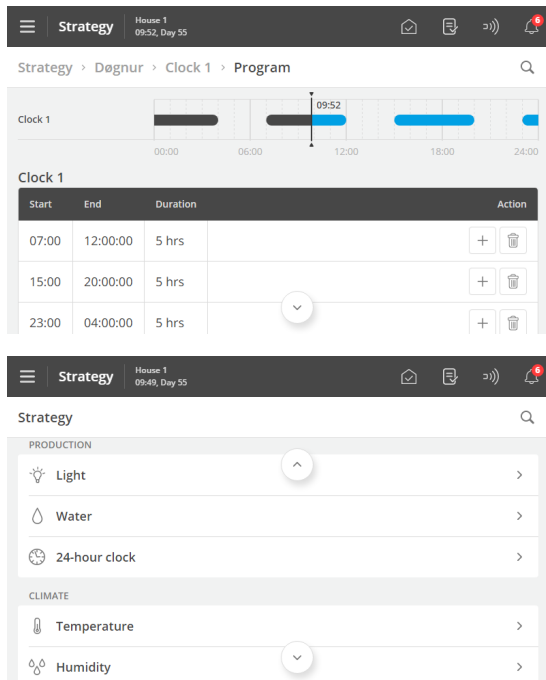 Strategy House 1
09:52, Day 55
6
Strategy > Døgnur > Clock 1 > Program
09:52
Clock 1
00:00 06:00 12:00 18:00 24:00
Clock 1
Start End Duration Action
07:00 12:00:00 5 hrs
15:00 20:00:00 5 hrs
23:00 04:00:00 5 hrs
Strategy House 1
09:49, Day 55
6
Strategy
PRODUCTION
Light
Water
24-hour clock
CLIMATE
Temperature
Humidity